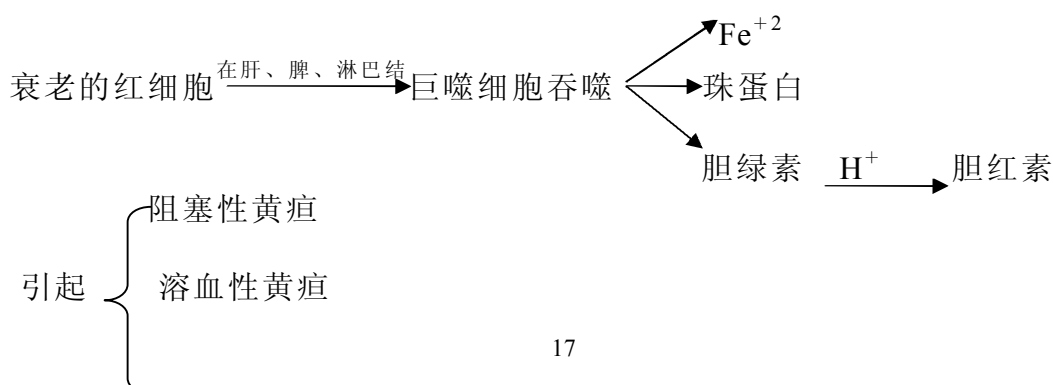 Fe+2
衰老的红细胞 在肝、脾、淋巴结 巨噬细胞吞噬 珠蛋白
胆绿素 H+ 胆红素
阻塞性黄疸
引起 溶血性黄疸
17